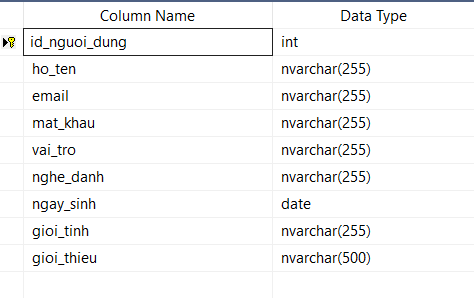 Column Name Data Type
id_nguoi_dung int
ho_ten nvarchar(255)
email nvarchar(255)
mat_khau nvarchar(255)
vai_tro nvarchar(255)
nghe_danh nvarchar(255)
ngay_sinh date
gioi_tinh nvarchar(255)
gioi_thieu nvarchar(500)